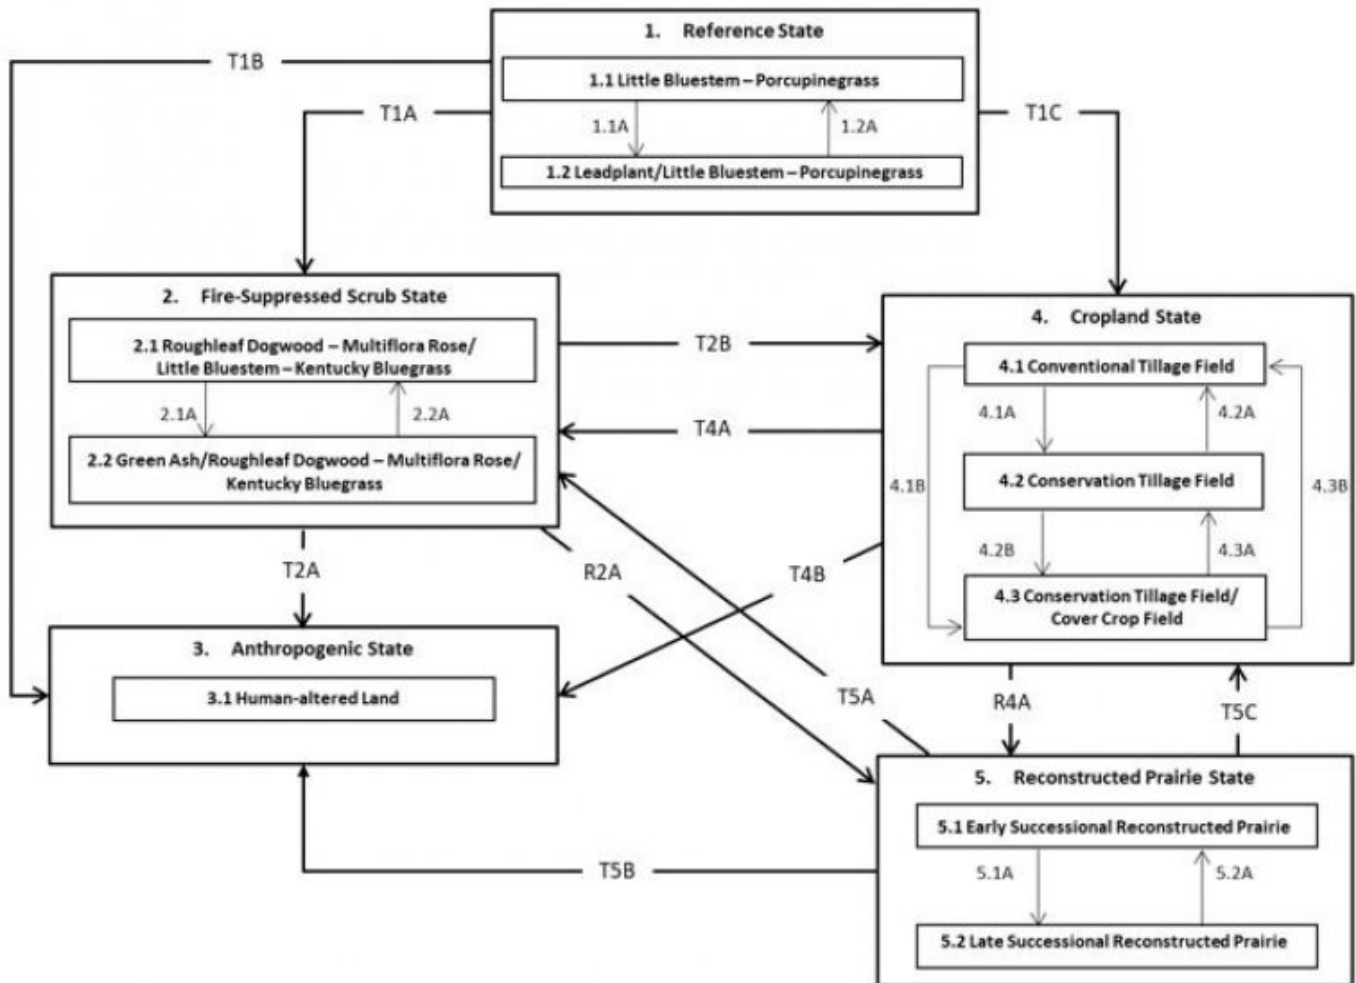 1. Reference State
T1B
1.1 Little Bluestem – Porcupinegrass
T1A
1.1A
1.2A
T1C
1.2 Leadplant/Little Bluestem – Porcupinegrass
2. Fire-Suppressed Scrub State
2.1 Roughleaf Dogwood – Multiflora Rose/
Little Bluestem – Kentucky Bluegrass
2.1A
2.2A
2.2 Green Ash/Roughleaf Dogwood – Multiflora Rose/
Kentucky Bluegrass
T2B
T4A
4. Cropland State
4.1 Conventional Tillage Field
4.1A
4.2A
4.2 Conservation Tillage Field
4.1B
4.3B
4.2B
4.3A
4.3 Conservation Tillage Field/
Cover Crop Field
T2A
R2A
T4B
3. Anthropogenic State
3.1 Human-altered Land
T5A
R4A
T5C
5. Reconstructed Prairie State
5.1 Early Successional Reconstructed Prairie
T5B
5.1A
5.2A
5.2 Late Successional Reconstructed Prairie